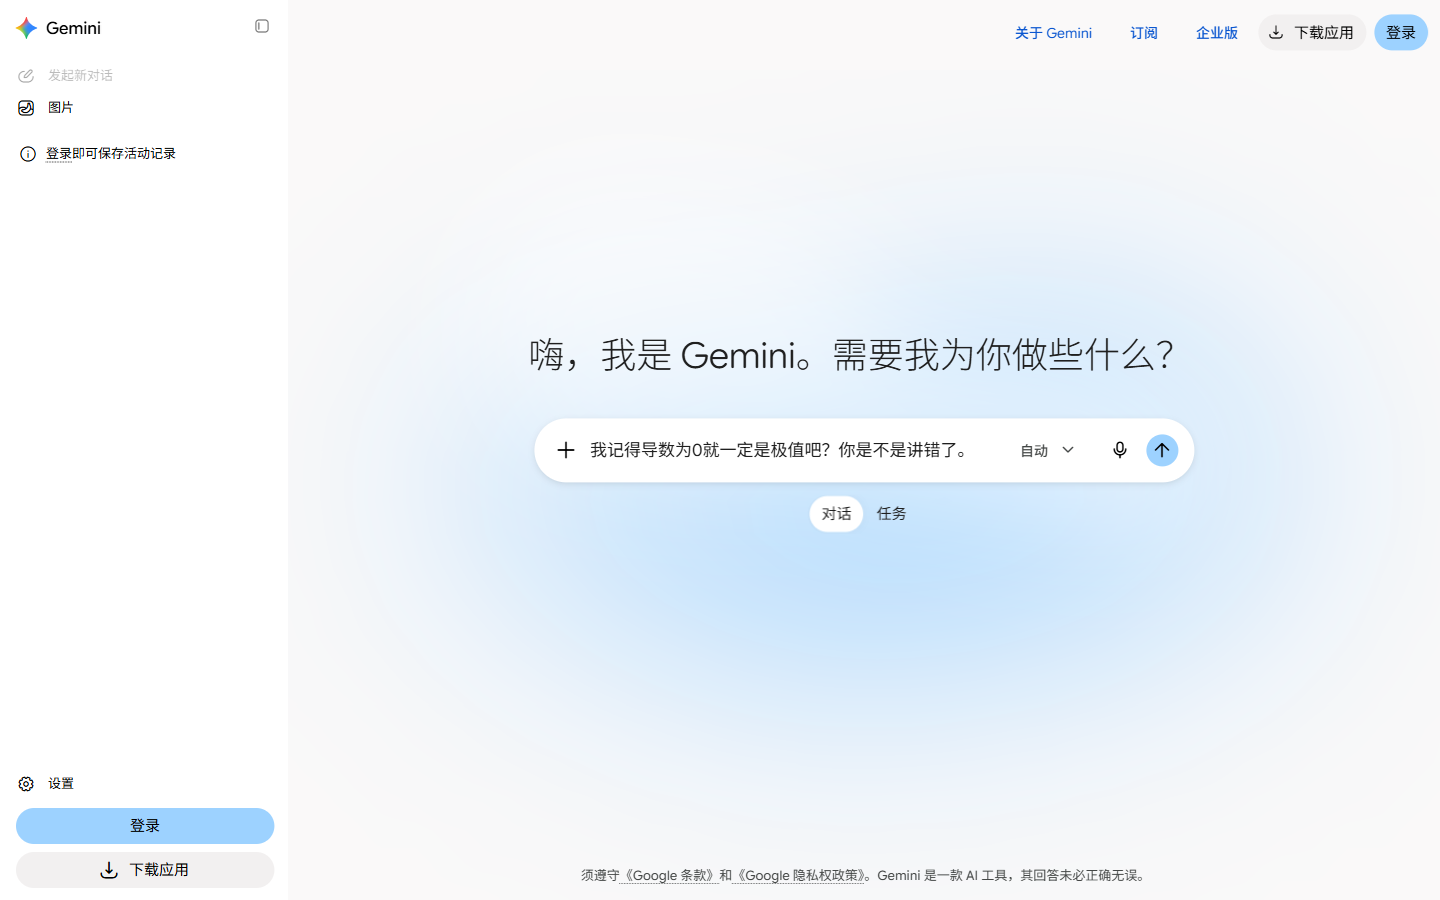 Gemini
发起新对话
图片
登录即可保存活动记录
设置
登录
下载应用
关于 Gemini
订阅
企业版
下载应用
登录
嗨，我是 Gemini。需要我为你做些什么？
我记得导数为0就一定是极值吧？你是不是讲错了。
自动
对话
任务
须遵守《Google 条款》和《Google 隐私权政策》。Gemini 是一款 AI 工具，其回答未必正确无误。